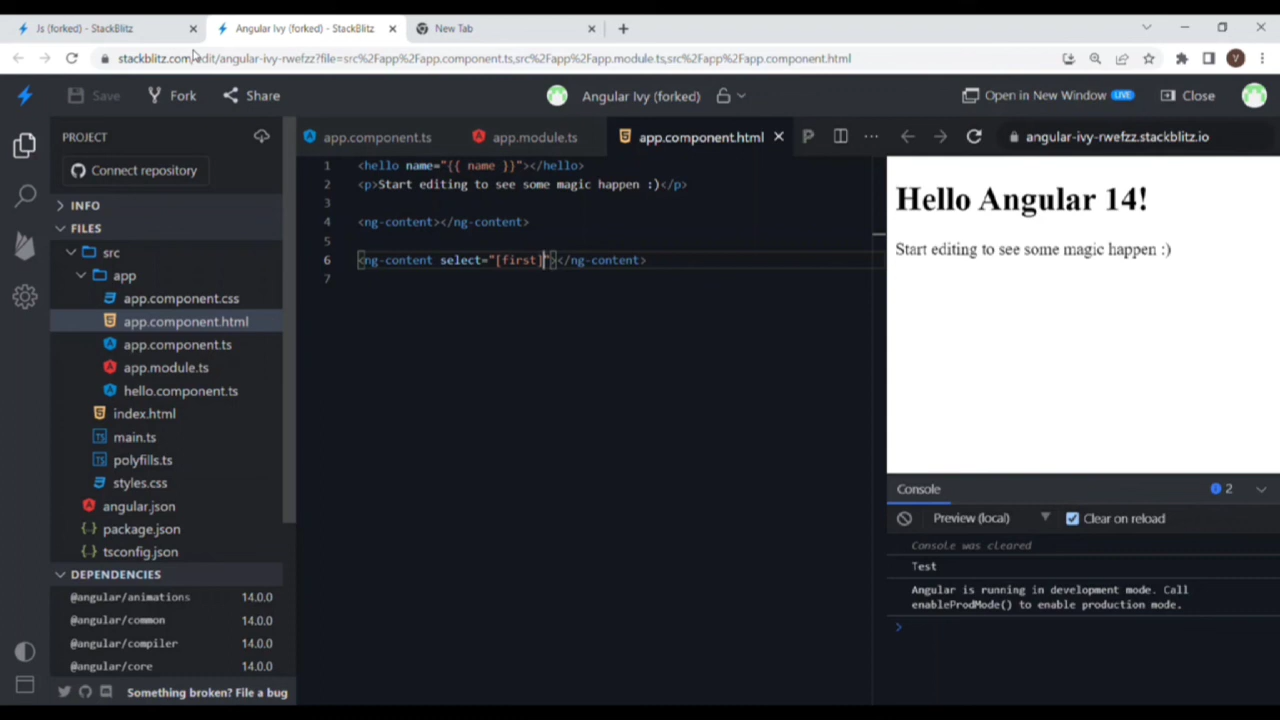 Js (forked) - StackBlitz
Angular Ivy (forked) - StackBlitz
New Tab
stackblitz.com/edit/angular-ivy-rwefzz?file=src%2Fapp%2Fapp.component.ts,src%2Fapp%2Fapp.module.ts,src%2Fapp%2Fapp.component.html
V
Save
Fork
Share
Angular Ivy (forked)
Open in New Window LIVE
Close
PROJECT
Connect repository
INFO
FILES
src
app
app.component.css
app.component.html
app.component.ts
app.module.ts
hello.component.ts
index.html
main.ts
polyfills.ts
styles.css
angular.json
package.json
tsconfig.json
DEPENDENCIES
@angular/animations 14.0.0
@angular/common 14.0.0
@angular/compiler 14.0.0
@angular/core 14.0.0
Something broken? File a bug
app.component.ts
app.module.ts
app.component.html
1 <hello name="{{ name }}"></hello>
2 <p>Start editing to see some magic happen :)</p>
3
4 <ng-content></ng-content>
5
6 <ng-content select="[first]"></ng-content>
7
angular-ivy-rwefzz.stackblitz.io
Hello Angular 14!
Start editing to see some magic happen :)
Console
2
Preview (local)
Clear on reload
Console was cleared
Test
Angular is running in development mode. Call
enableProdMode() to enable production mode.